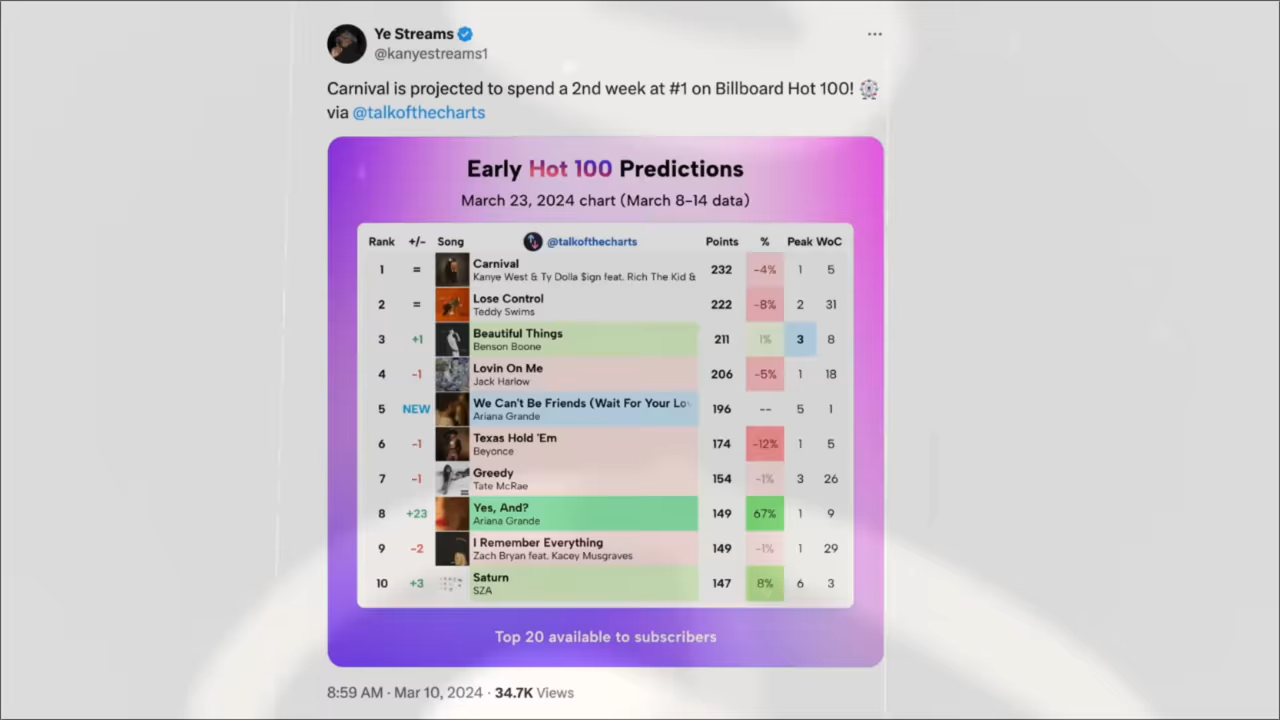 Ye Streams
@kanyestreams1
Carnival is projected to spend a 2nd week at #1 on Billboard Hot 100! 🎡
via @talkofthecharts
Early Hot 100 Predictions
March 23, 2024 chart (March 8-14 data)
Rank +/- Song @talkofthecharts Points % Peak WoC
1 = Carnival 232 -4% 1 5
Kanye West & Ty Dolla $ign feat. Rich The Kid &
2 = Lose Control 222 -8% 2 31
Teddy Swims
3 +1 Beautiful Things 211 1% 3 8
Benson Boone
4 -1 Lovin On Me 206 -5% 1 18
Jack Harlow
5 NEW We Can't Be Friends (Wait For Your Lo 196 -- 5 1
Ariana Grande
6 -1 Texas Hold 'Em 174 -12% 1 5
Beyonce
7 -1 Greedy 154 -1% 3 26
Tate McRae
8 +23 Yes, And? 149 67% 1 9
Ariana Grande
9 -2 I Remember Everything 149 -1% 1 29
Zach Bryan feat. Kacey Musgraves
10 +3 Saturn 147 8% 6 3
SZA
Top 20 available to subscribers
8:59 AM · Mar 10, 2024 · 34.7K Views